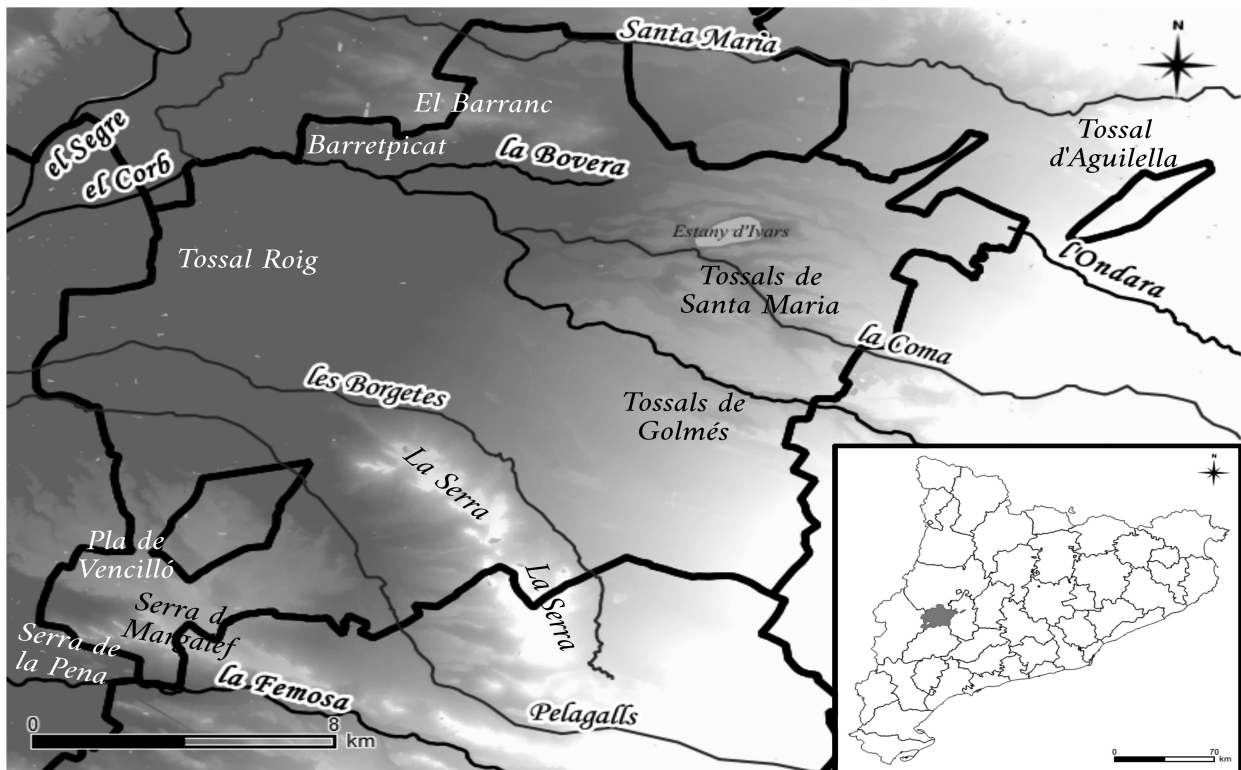 N
Santa Maria
El Barranc
Tossal
d'Aguilella
el Segre
Barretpicat
la Bovera
el Corb
Estany d'Ivars
Tossal Roig
l'Ondara
Tossals de
Santa Maria
la Coma
les Borgetes
Tossals de
Golmés
La Serra
N
Pla de
Vencilló
La Serra
Serra d
Margalef
Serra de
la Pena
la Femosa
Pelagalls
0 8
km
0 70
km